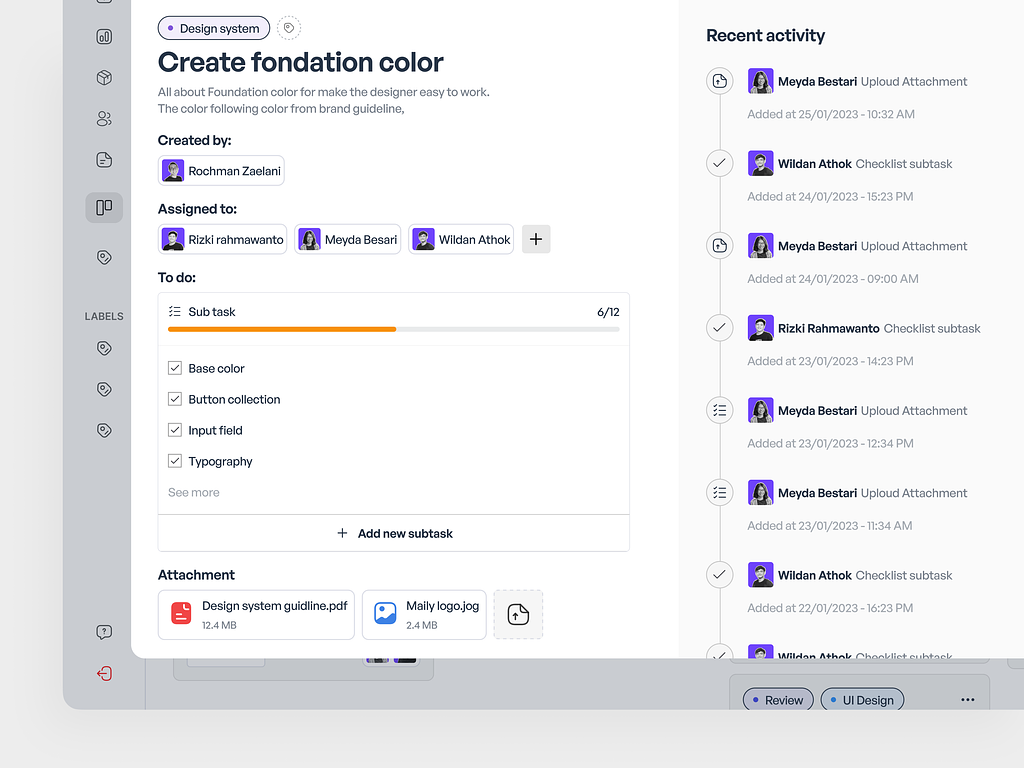 LABELS
Design system
Create fondation color
All about Foundation color for make the designer easy to work.
The color following color from brand guideline,
Created by:
Rochman Zaelani
Assigned to:
Rizki rahmawanto
Meyda Besari
Wildan Athok
To do:
Sub task
6/12
Base color
Button collection
Input field
Typography
See more
Add new subtask
Attachment
Design system guidline.pdf
12.4 MB
Maily logo.jog
2.4 MB
Recent activity
Meyda Bestari Uploud Attachment
Added at 25/01/2023 - 10:32 AM
Wildan Athok Checklist subtask
Added at 24/01/2023 - 15:23 PM
Meyda Bestari Uploud Attachment
Added at 24/01/2023 - 09:00 AM
Rizki Rahmawanto Checklist subtask
Added at 23/01/2023 - 14:23 PM
Meyda Bestari Uploud Attachment
Added at 23/01/2023 - 12:34 PM
Meyda Bestari Uploud Attachment
Added at 23/01/2023 - 11:34 AM
Wildan Athok Checklist subtask
Added at 22/01/2023 - 16:23 PM
Wildan Athok Checklist subtask
Review
UI Design